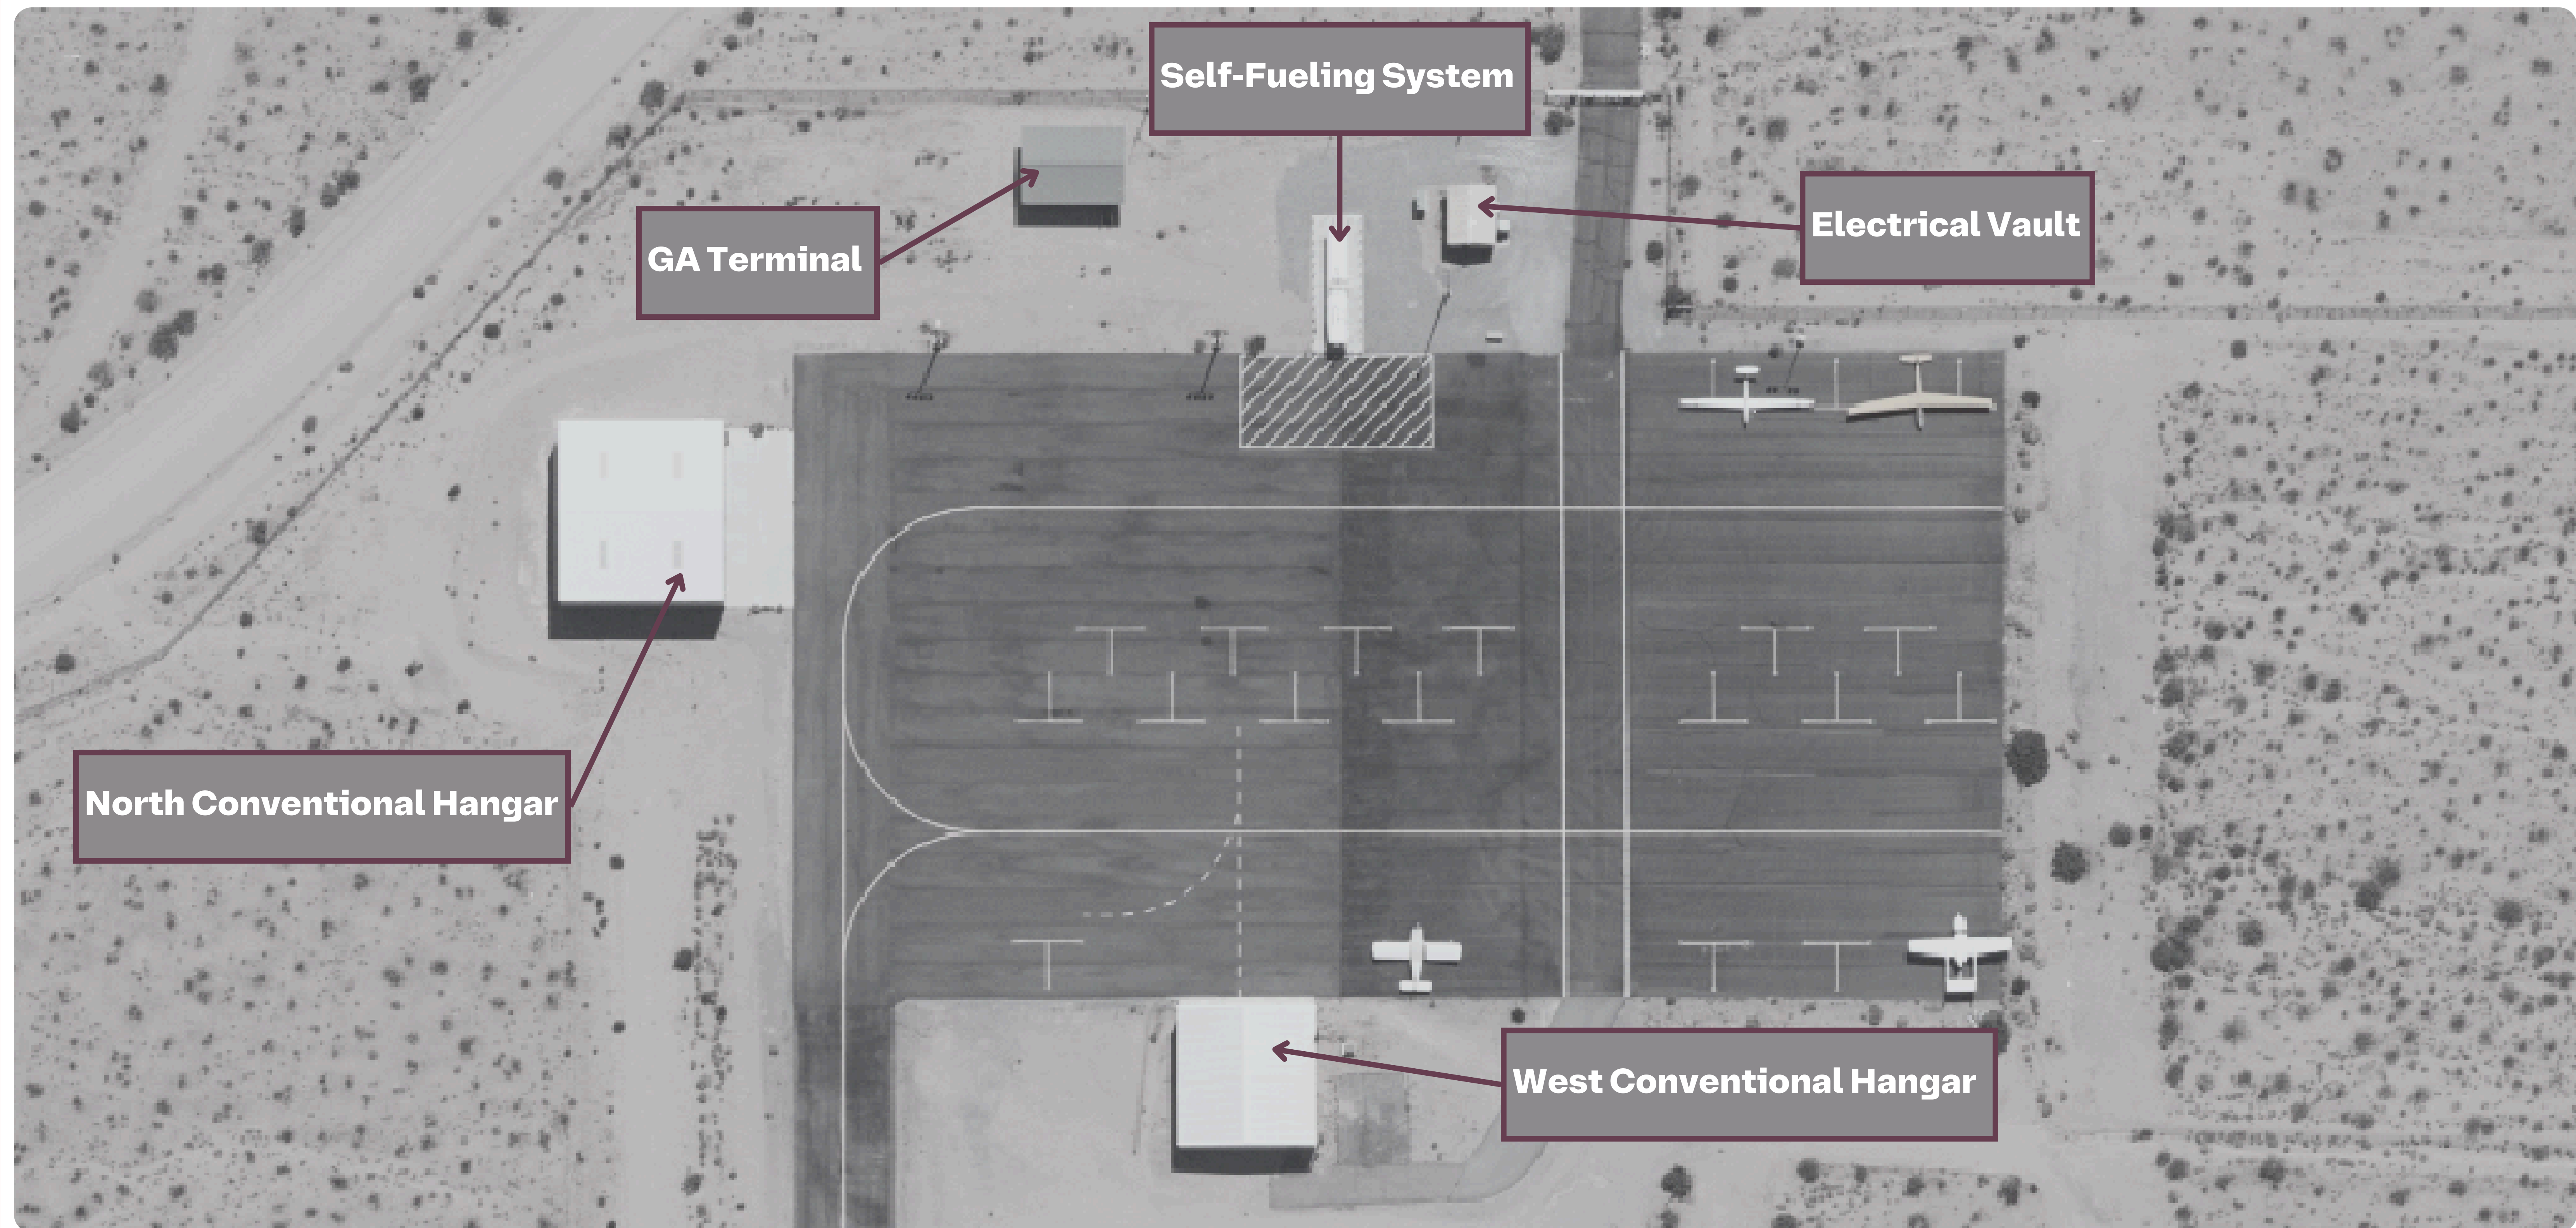 Self-Fueling System
Electrical Vault
GA Terminal
North Conventional Hangar
West Conventional Hangar